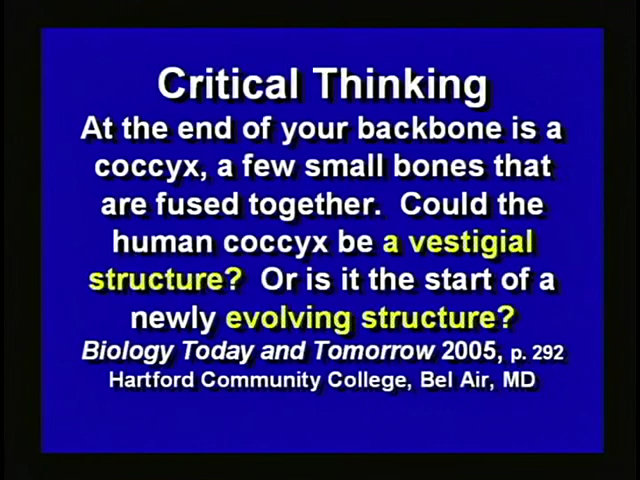 Critical Thinking
At the end of your backbone is a
coccyx, a few small bones that
are fused together.  Could the
human coccyx be a vestigial
structure?  Or is it the start of a
newly evolving structure?
Biology Today and Tomorrow 2005, p. 292
Hartford Community College, Bel Air, MD